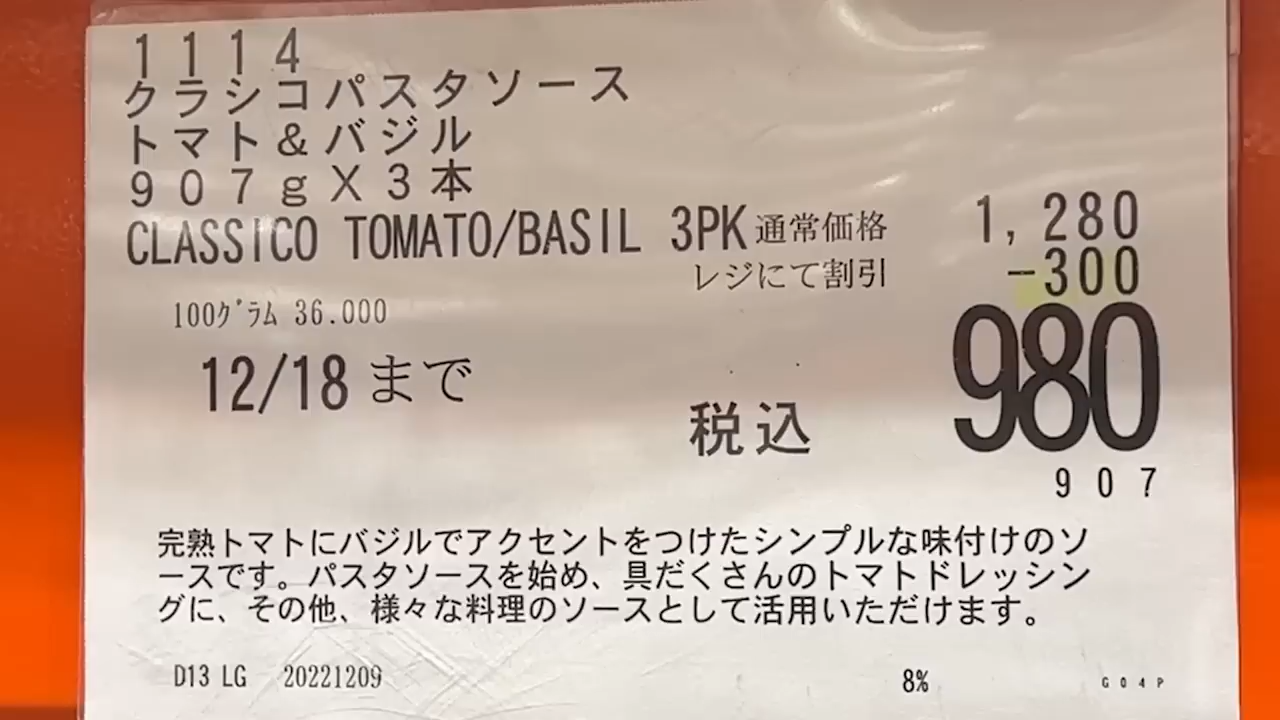 1114
クラシコパスタソース
トマト&バジル
907gX3本
CLASSICO TOMATO/BASIL 3PK
通常価格 1,280
レジにて割引 -300
100グラム 36.000
980
12/18 まで
税込
907
完熟トマトにバジルでアクセントをつけたシンプルな味付けのソ
ースです。パスタソースを始め、具だくさんのトマトドレッシン
グに、その他、様々な料理のソースとして活用いただけます。
D13 LG 20221209 8% G04P